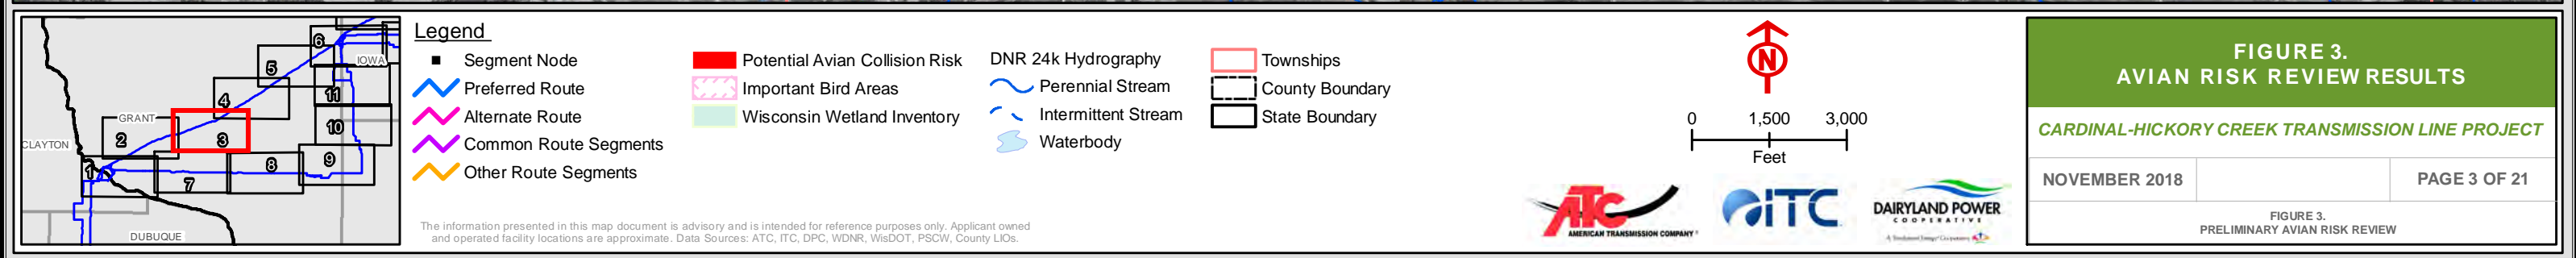 6
5
IOWA
4
11
GRANT
2
3
10
CLAYTON
1
8
9
7
DUBUQUE
Legend
Segment Node
Preferred Route
Alternate Route
Common Route Segments
Other Route Segments
Potential Avian Collision Risk
Important Bird Areas
Wisconsin Wetland Inventory
DNR 24k Hydrography
Perennial Stream
Intermittent Stream
Waterbody
Townships
County Boundary
State Boundary
The information presented in this map document is advisory and is intended for reference purposes only. Applicant owned
and operated facility locations are approximate. Data Sources: ATC, ITC, DPC, WDNR, WisDOT, PSCW, County LIOs.
N
0 1,500 3,000
Feet
ATC
AMERICAN TRANSMISSION COMPANY
ITC
DAIRYLAND POWER
COOPERATIVE
A Touchstone Energy Cooperative
FIGURE 3.
AVIAN RISK REVIEW RESULTS
CARDINAL-HICKORY CREEK TRANSMISSION LINE PROJECT
NOVEMBER 2018
PAGE 3 OF 21
FIGURE 3.
PRELIMINARY AVIAN RISK REVIEW